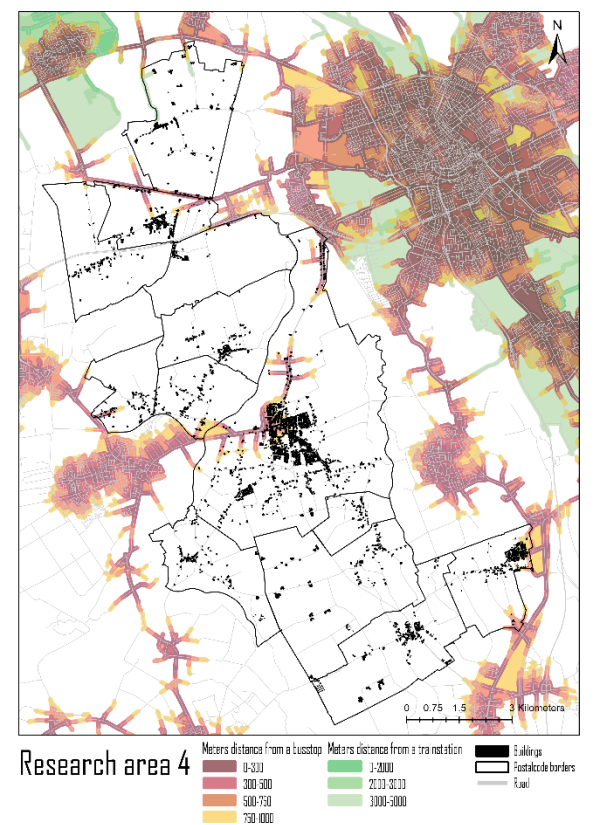 N
0 0.75 1.5 3 Kilometers
Research area 4
Meters distance from a busstop
0-300
300-500
500-750
750-1000
Meters distance from a trainstation
0-2000
2000-3000
3000-5000
Buildings
Postalcode borders
Road